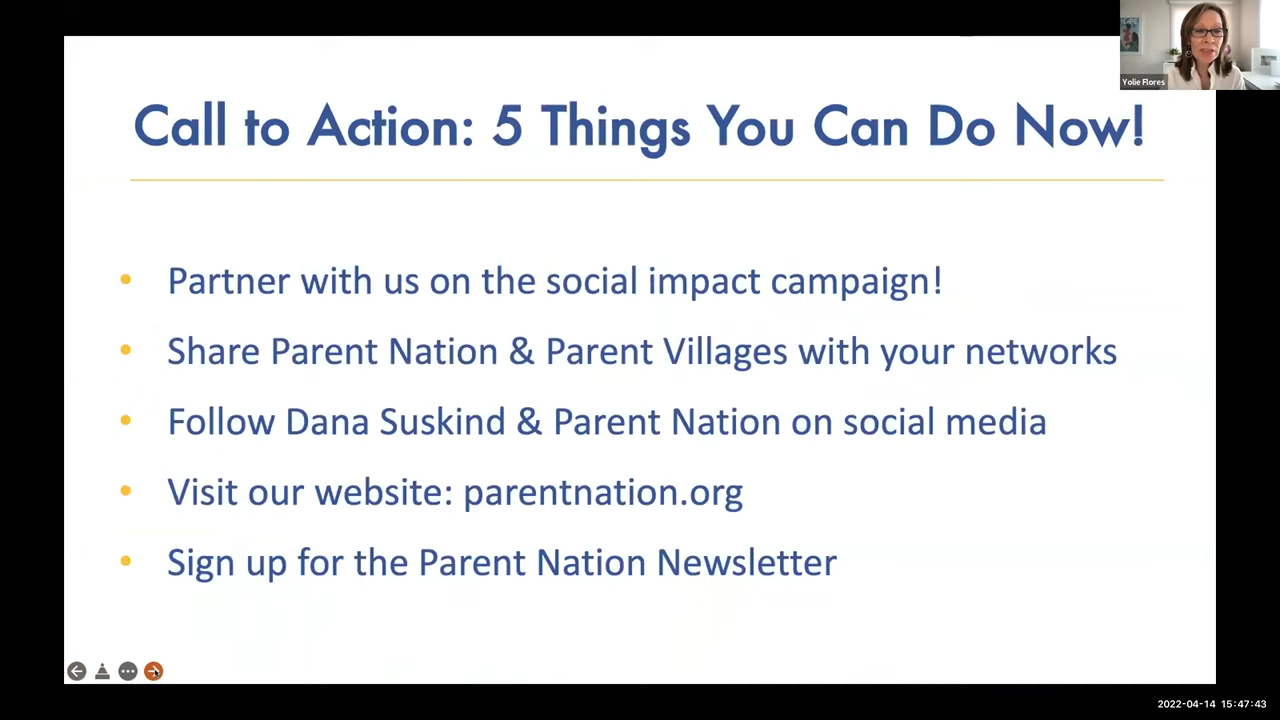 Yolie Flores
Call to Action: 5 Things You Can Do Now!
• Partner with us on the social impact campaign!
• Share Parent Nation & Parent Villages with your networks
• Follow Dana Suskind & Parent Nation on social media
• Visit our website: parentnation.org
• Sign up for the Parent Nation Newsletter
2022-04-14 15:47:43